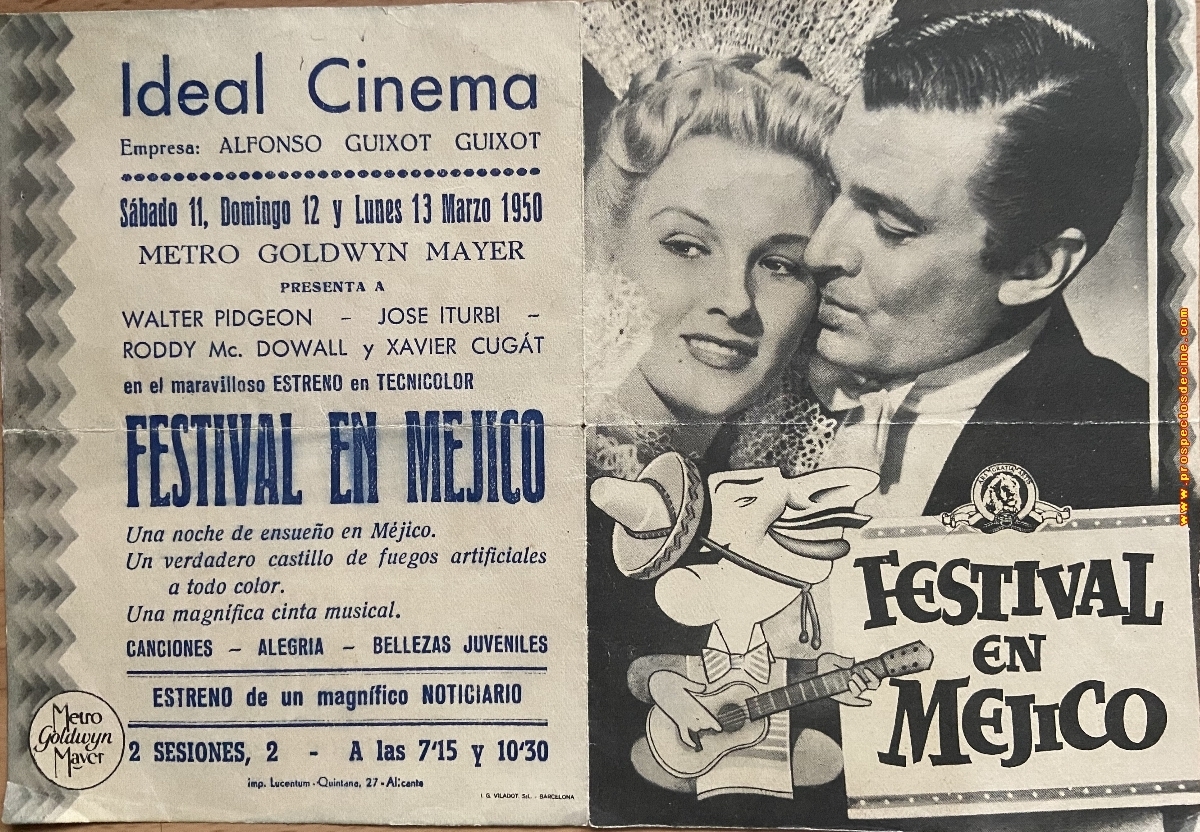 Ideal Cinema
Empresa: ALFONSO GUIXOT GUIXOT
Sábado 11, Domingo 12 y Lunes 13 Marzo 1950
METRO GOLDWYN MAYER
PRESENTA A
WALTER PIDGEON - JOSE ITURBI -
RODDY Mc. DOWALL y XAVIER CUGÁT
en el maravilloso ESTRENO en TECNICOLOR
FESTIVAL EN MEJICO
Una noche de ensueño en Méjico.
Un verdadero castillo de fuegos artificiales
a todo color.
Una magnífica cinta musical.
CANCIONES - ALEGRIA - BELLEZAS JUVENILES
ESTRENO de un magnífico NOTICIARIO
2 SESIONES, 2 - A las 7'15 y 10'30
imp. Lucentum - Quintana, 27 - Alicante
I. G. VILADOT. S.L. - BARCELONA
Metro
Goldwyn
Mayer
ARS GRATIA ARTIS
FESTIVAL
EN
MEJICO
www.prospectosdecine.com